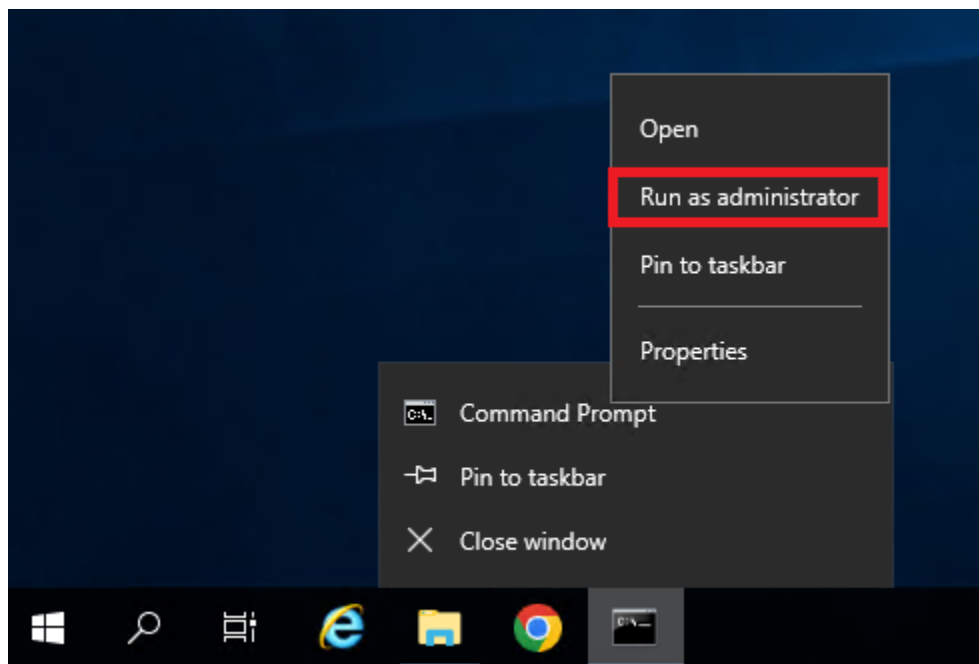 Open
Run as administrator
Pin to taskbar
Properties
Command Prompt
Pin to taskbar
Close window